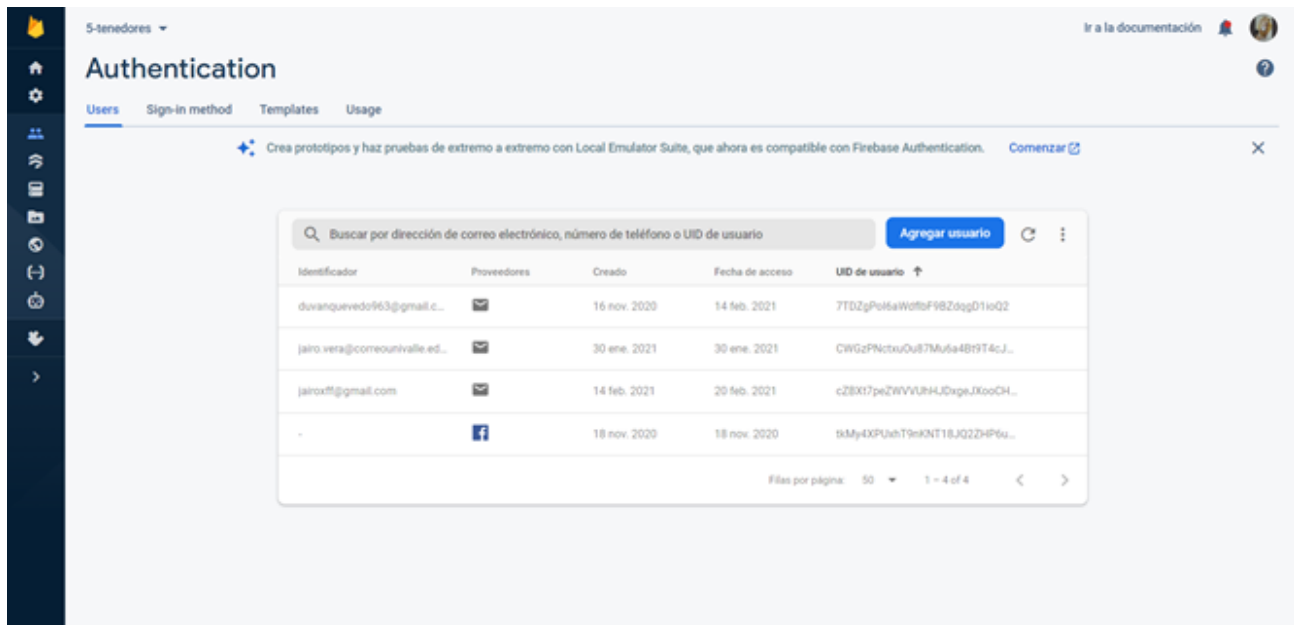 5-tenedores
Ir a la documentación
Authentication
Users Sign-in method Templates Usage
Crea prototipos y haz pruebas de extremo a extremo con Local Emulator Suite, que ahora es compatible con Firebase Authentication. Comenzar
Buscar por dirección de correo electrónico, número de teléfono o UID de usuario Agregar usuario
Identificador Proveedores Creado Fecha de acceso UID de usuario
duvanquevedo963@gmail.c... 16 nov. 2020 14 feb. 2021
jairo.vera@correounivalle.ed... 30 ene. 2021 30 ene. 2021
jairoxff@gmail.com 14 feb. 2021 20 feb. 2021
- 18 nov. 2020 18 nov. 2020
Filas por página: 50 1 – 4 of 4